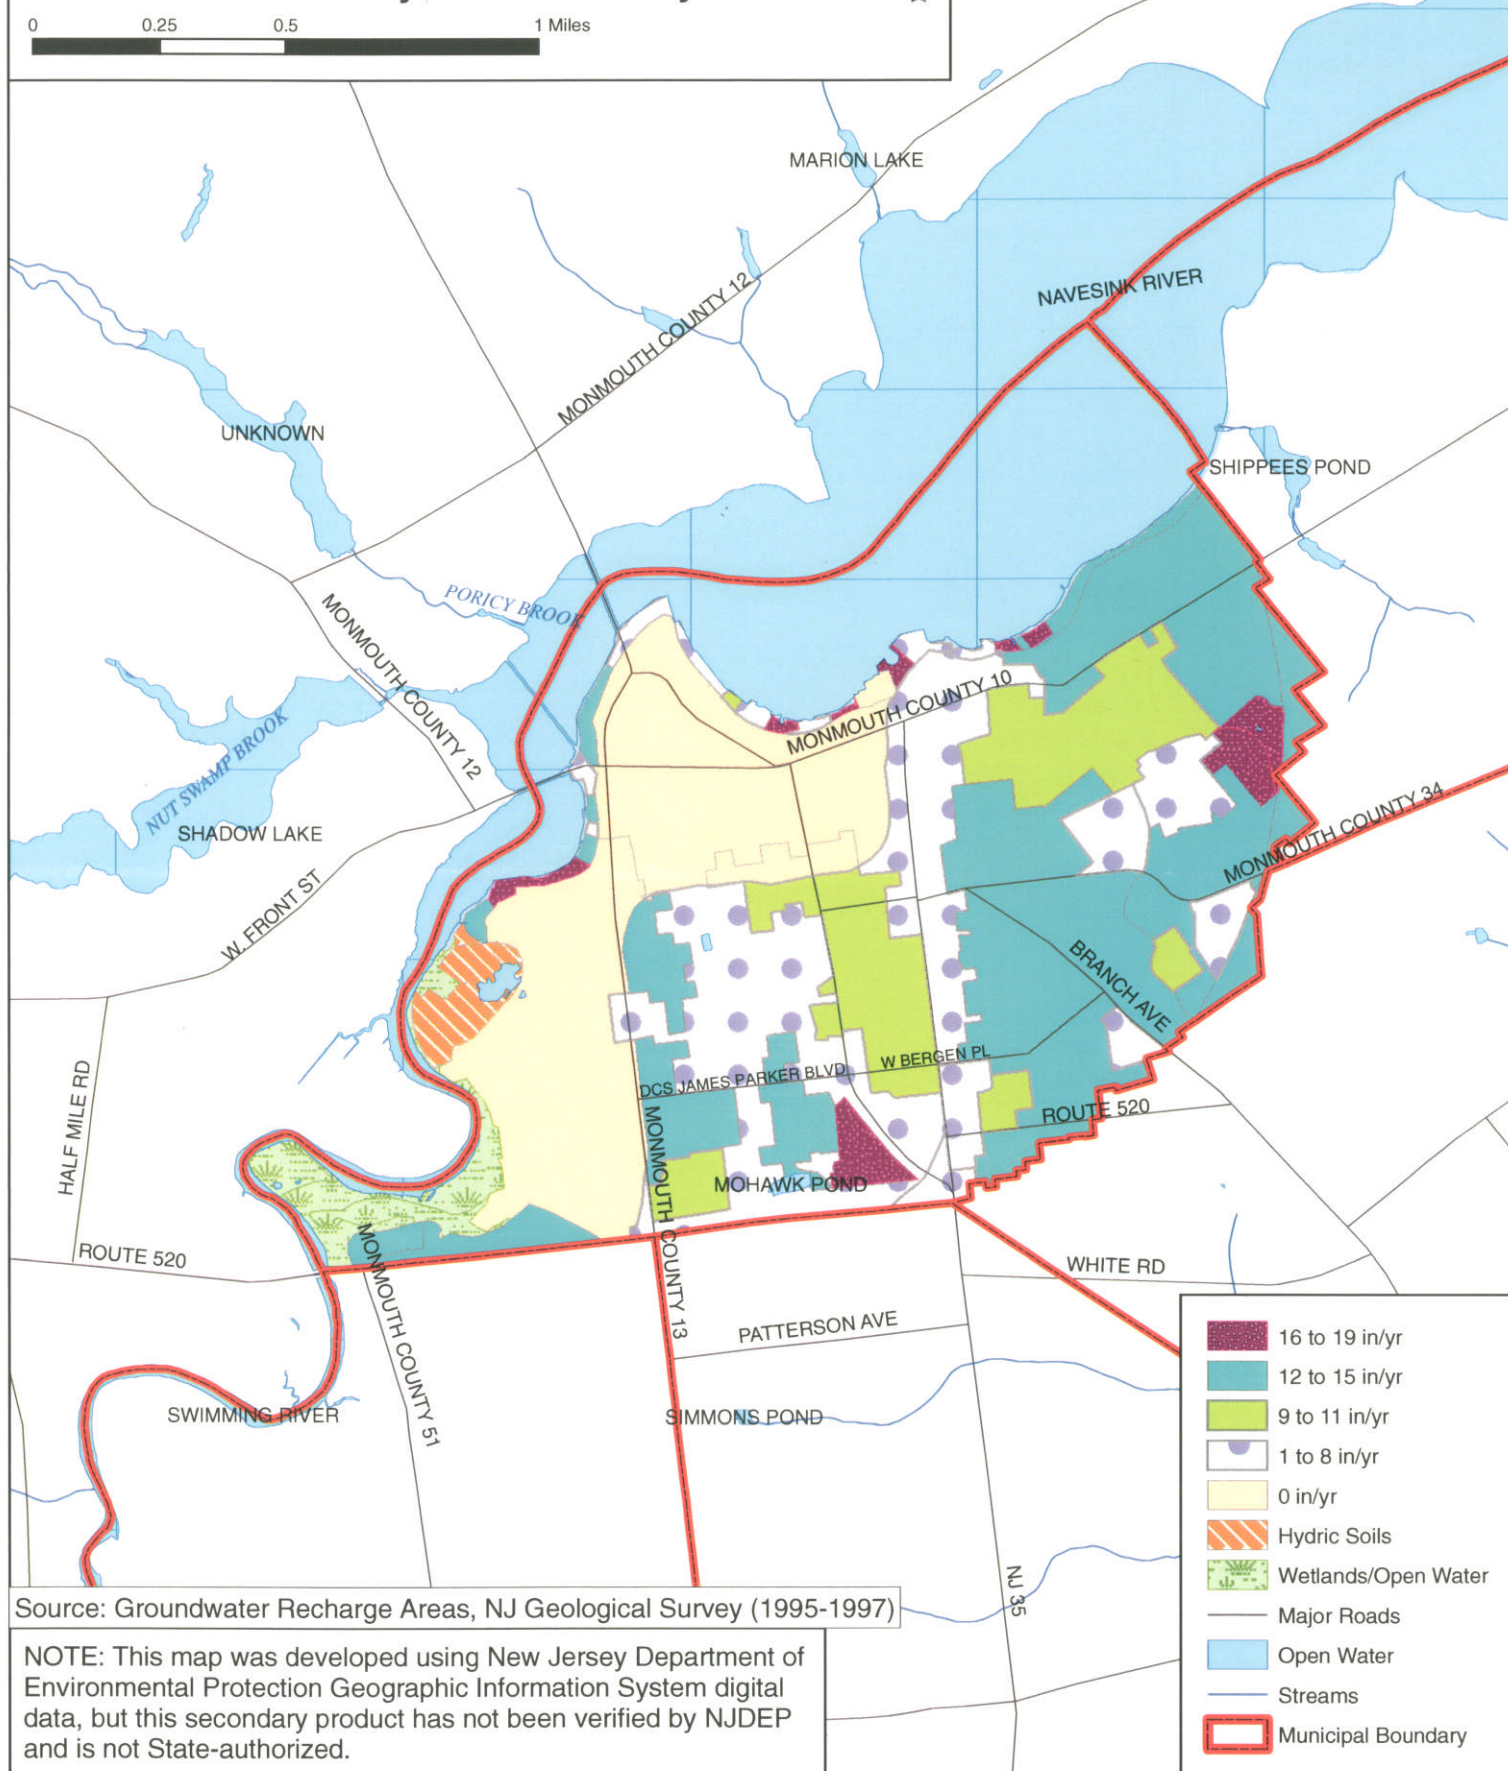 0 0.25 0.5 1 Miles
MARION LAKE
NAVESINK RIVER
MONMOUTH COUNTY 12
UNKNOWN
SHIPPEES POND
PORICY BROOK
MONMOUTH COUNTY 12
NUT SWAMP BROOK
SHADOW LAKE
MONMOUTH COUNTY 10
MONMOUTH COUNTY 34
W. FRONT ST
BRANCH AVE
HALF MILE RD
DCS JAMES PARKER BLVD
W BERGEN PL
ROUTE 520
MOHAWK POND
MONMOUTH COUNTY 13
ROUTE 520
MONMOUTH COUNTY 51
WHITE RD
PATTERSON AVE
SWIMMING RIVER
SIMMONS POND
NJ 35
16 to 19 in/yr
12 to 15 in/yr
9 to 11 in/yr
1 to 8 in/yr
0 in/yr
Hydric Soils
Wetlands/Open Water
Major Roads
Open Water
Streams
Municipal Boundary
Source: Groundwater Recharge Areas, NJ Geological Survey (1995-1997)
NOTE: This map was developed using New Jersey Department of
Environmental Protection Geographic Information System digital
data, but this secondary product has not been verified by NJDEP
and is not State-authorized.